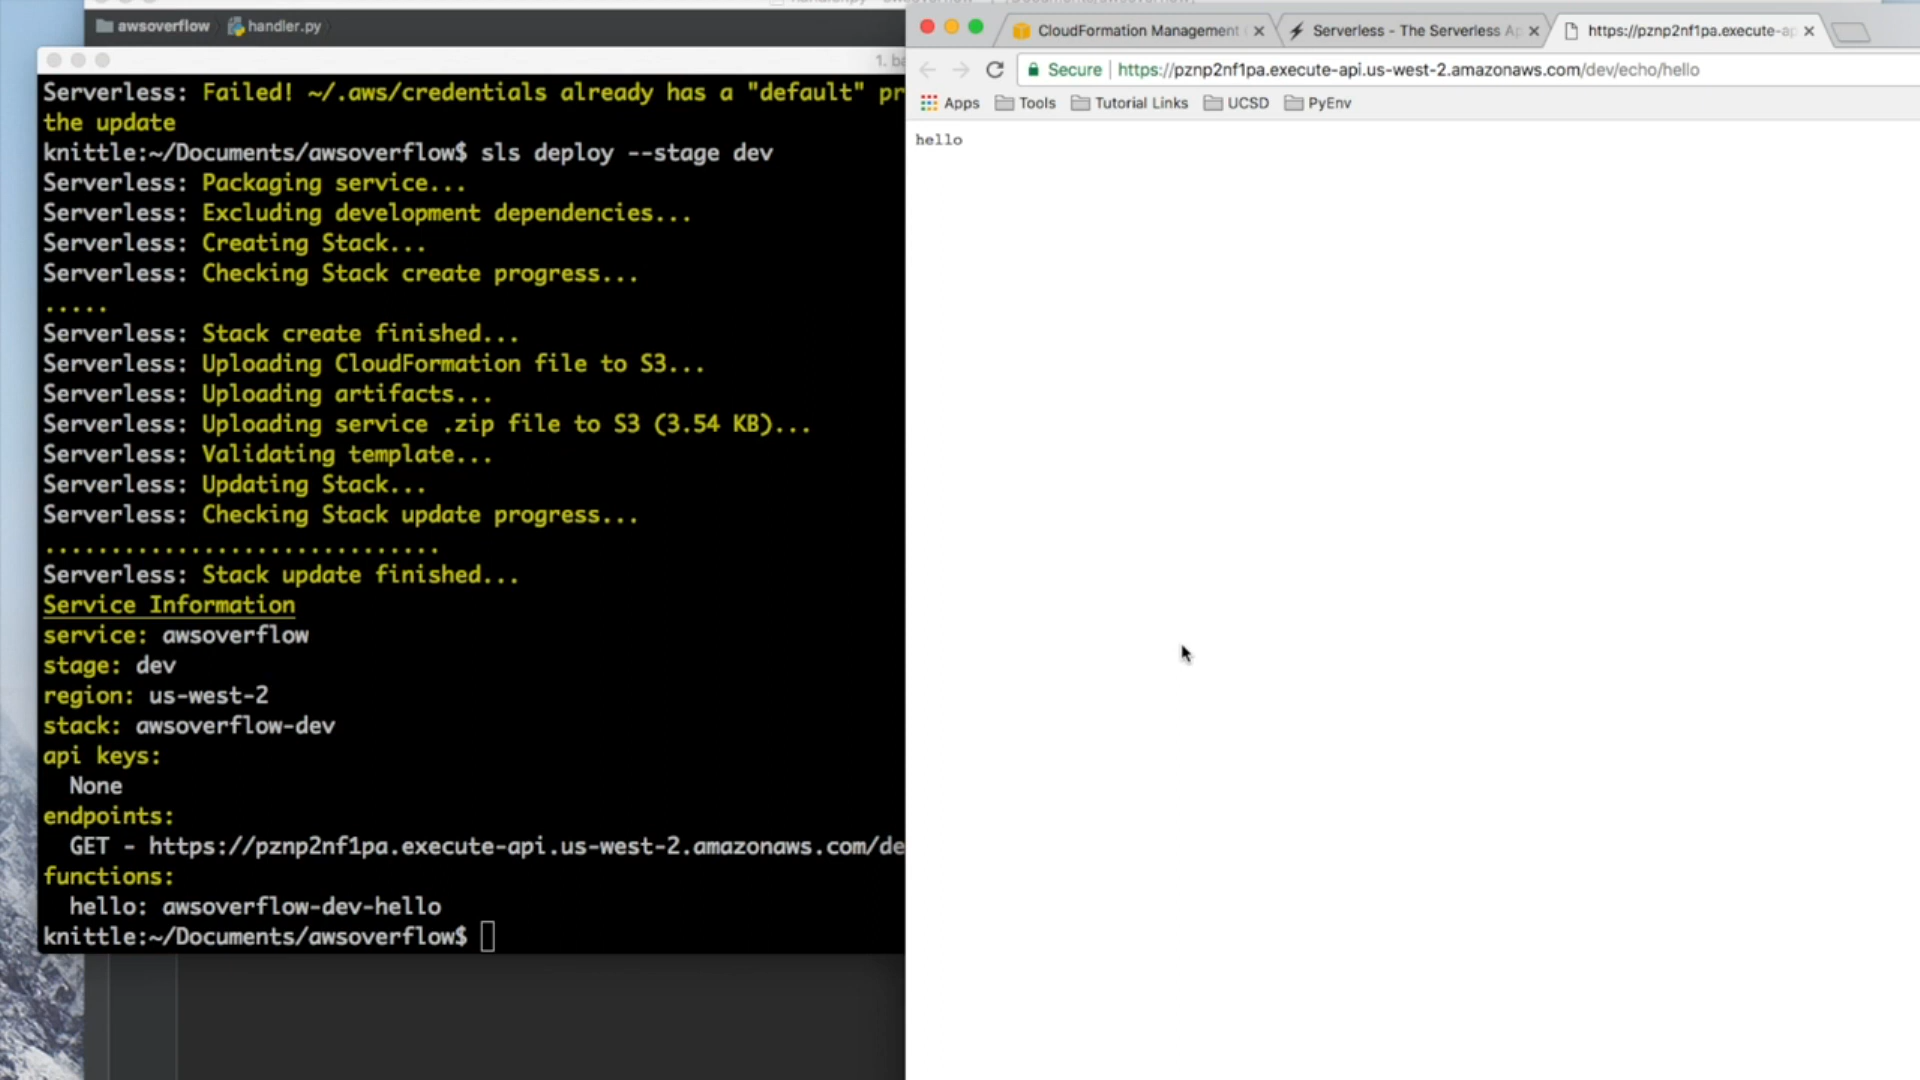 awsoverflow
handler.py
Serverless: Failed! ~/.aws/credentials already has a "default" pr
the update
knittle:~/Documents/awsoverflow$ sls deploy --stage dev
Serverless: Packaging service...
Serverless: Excluding development dependencies...
Serverless: Creating Stack...
Serverless: Checking Stack create progress...
.....
Serverless: Stack create finished...
Serverless: Uploading CloudFormation file to S3...
Serverless: Uploading artifacts...
Serverless: Uploading service .zip file to S3 (3.54 KB)...
Serverless: Validating template...
Serverless: Updating Stack...
Serverless: Checking Stack update progress...
..............................
Serverless: Stack update finished...
Service Information
service: awsoverflow
stage: dev
region: us-west-2
stack: awsoverflow-dev
api keys:
None
endpoints:
GET - https://pznp2nf1pa.execute-api.us-west-2.amazonaws.com/de
functions:
hello: awsoverflow-dev-hello
knittle:~/Documents/awsoverflow$
CloudFormation Management
Serverless - The Serverless Ap
https://pznp2nf1pa.execute-ap
Secure | https://pznp2nf1pa.execute-api.us-west-2.amazonaws.com/dev/echo/hello
Apps Tools Tutorial Links UCSD PyEnv
hello